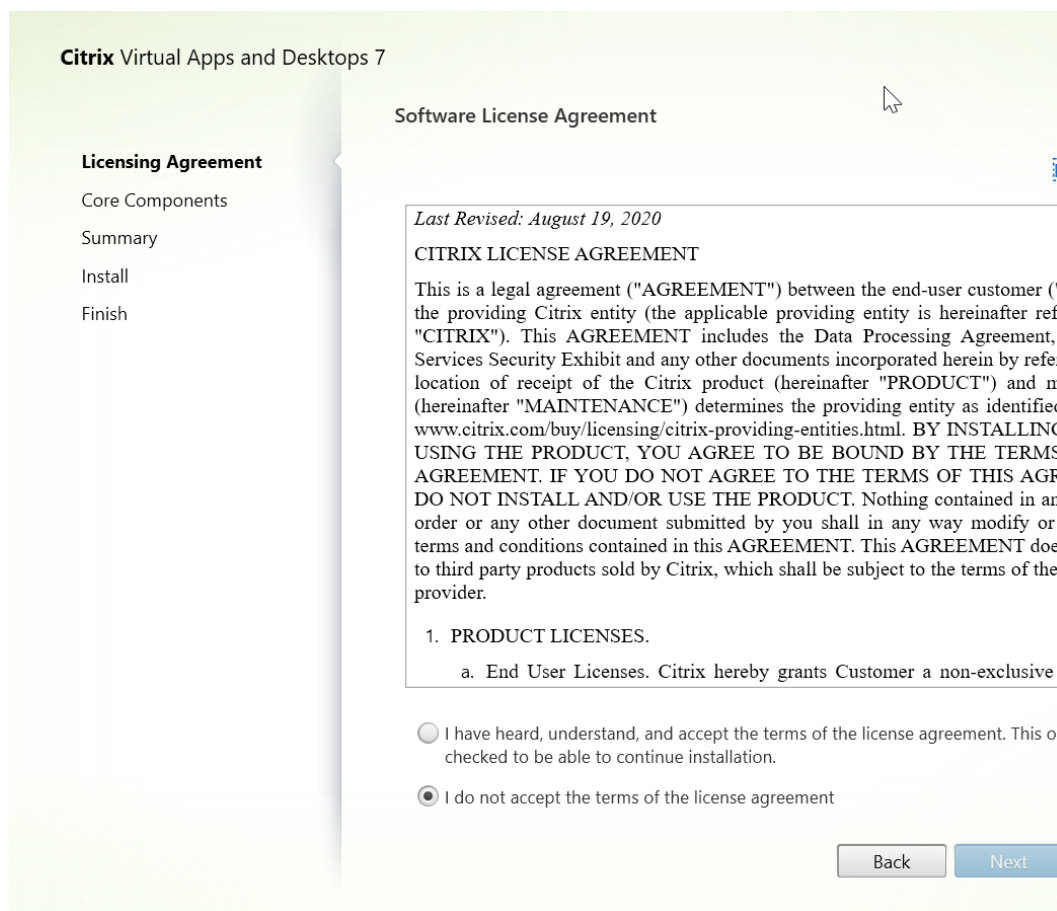 Citrix Virtual Apps and Desktops 7
Software License Agreement
Licensing Agreement
Core Components
Summary
Install
Finish
Last Revised: August 19, 2020
CITRIX LICENSE AGREEMENT
This is a legal agreement ("AGREEMENT") between the end-user customer ("
the providing Citrix entity (the applicable providing entity is hereinafter ref
"CITRIX"). This AGREEMENT includes the Data Processing Agreement,
Services Security Exhibit and any other documents incorporated herein by refe
location of receipt of the Citrix product (hereinafter "PRODUCT") and m
(hereinafter "MAINTENANCE") determines the providing entity as identified
www.citrix.com/buy/licensing/citrix-providing-entities.html. BY INSTALLING
USING THE PRODUCT, YOU AGREE TO BE BOUND BY THE TERMS
AGREEMENT. IF YOU DO NOT AGREE TO THE TERMS OF THIS AGR
DO NOT INSTALL AND/OR USE THE PRODUCT. Nothing contained in an
order or any other document submitted by you shall in any way modify or
terms and conditions contained in this AGREEMENT. This AGREEMENT doe
to third party products sold by Citrix, which shall be subject to the terms of the
provider.
1. PRODUCT LICENSES.
a. End User Licenses. Citrix hereby grants Customer a non-exclusive
I have heard, understand, and accept the terms of the license agreement. This o
checked to be able to continue installation.
I do not accept the terms of the license agreement
Back
Next